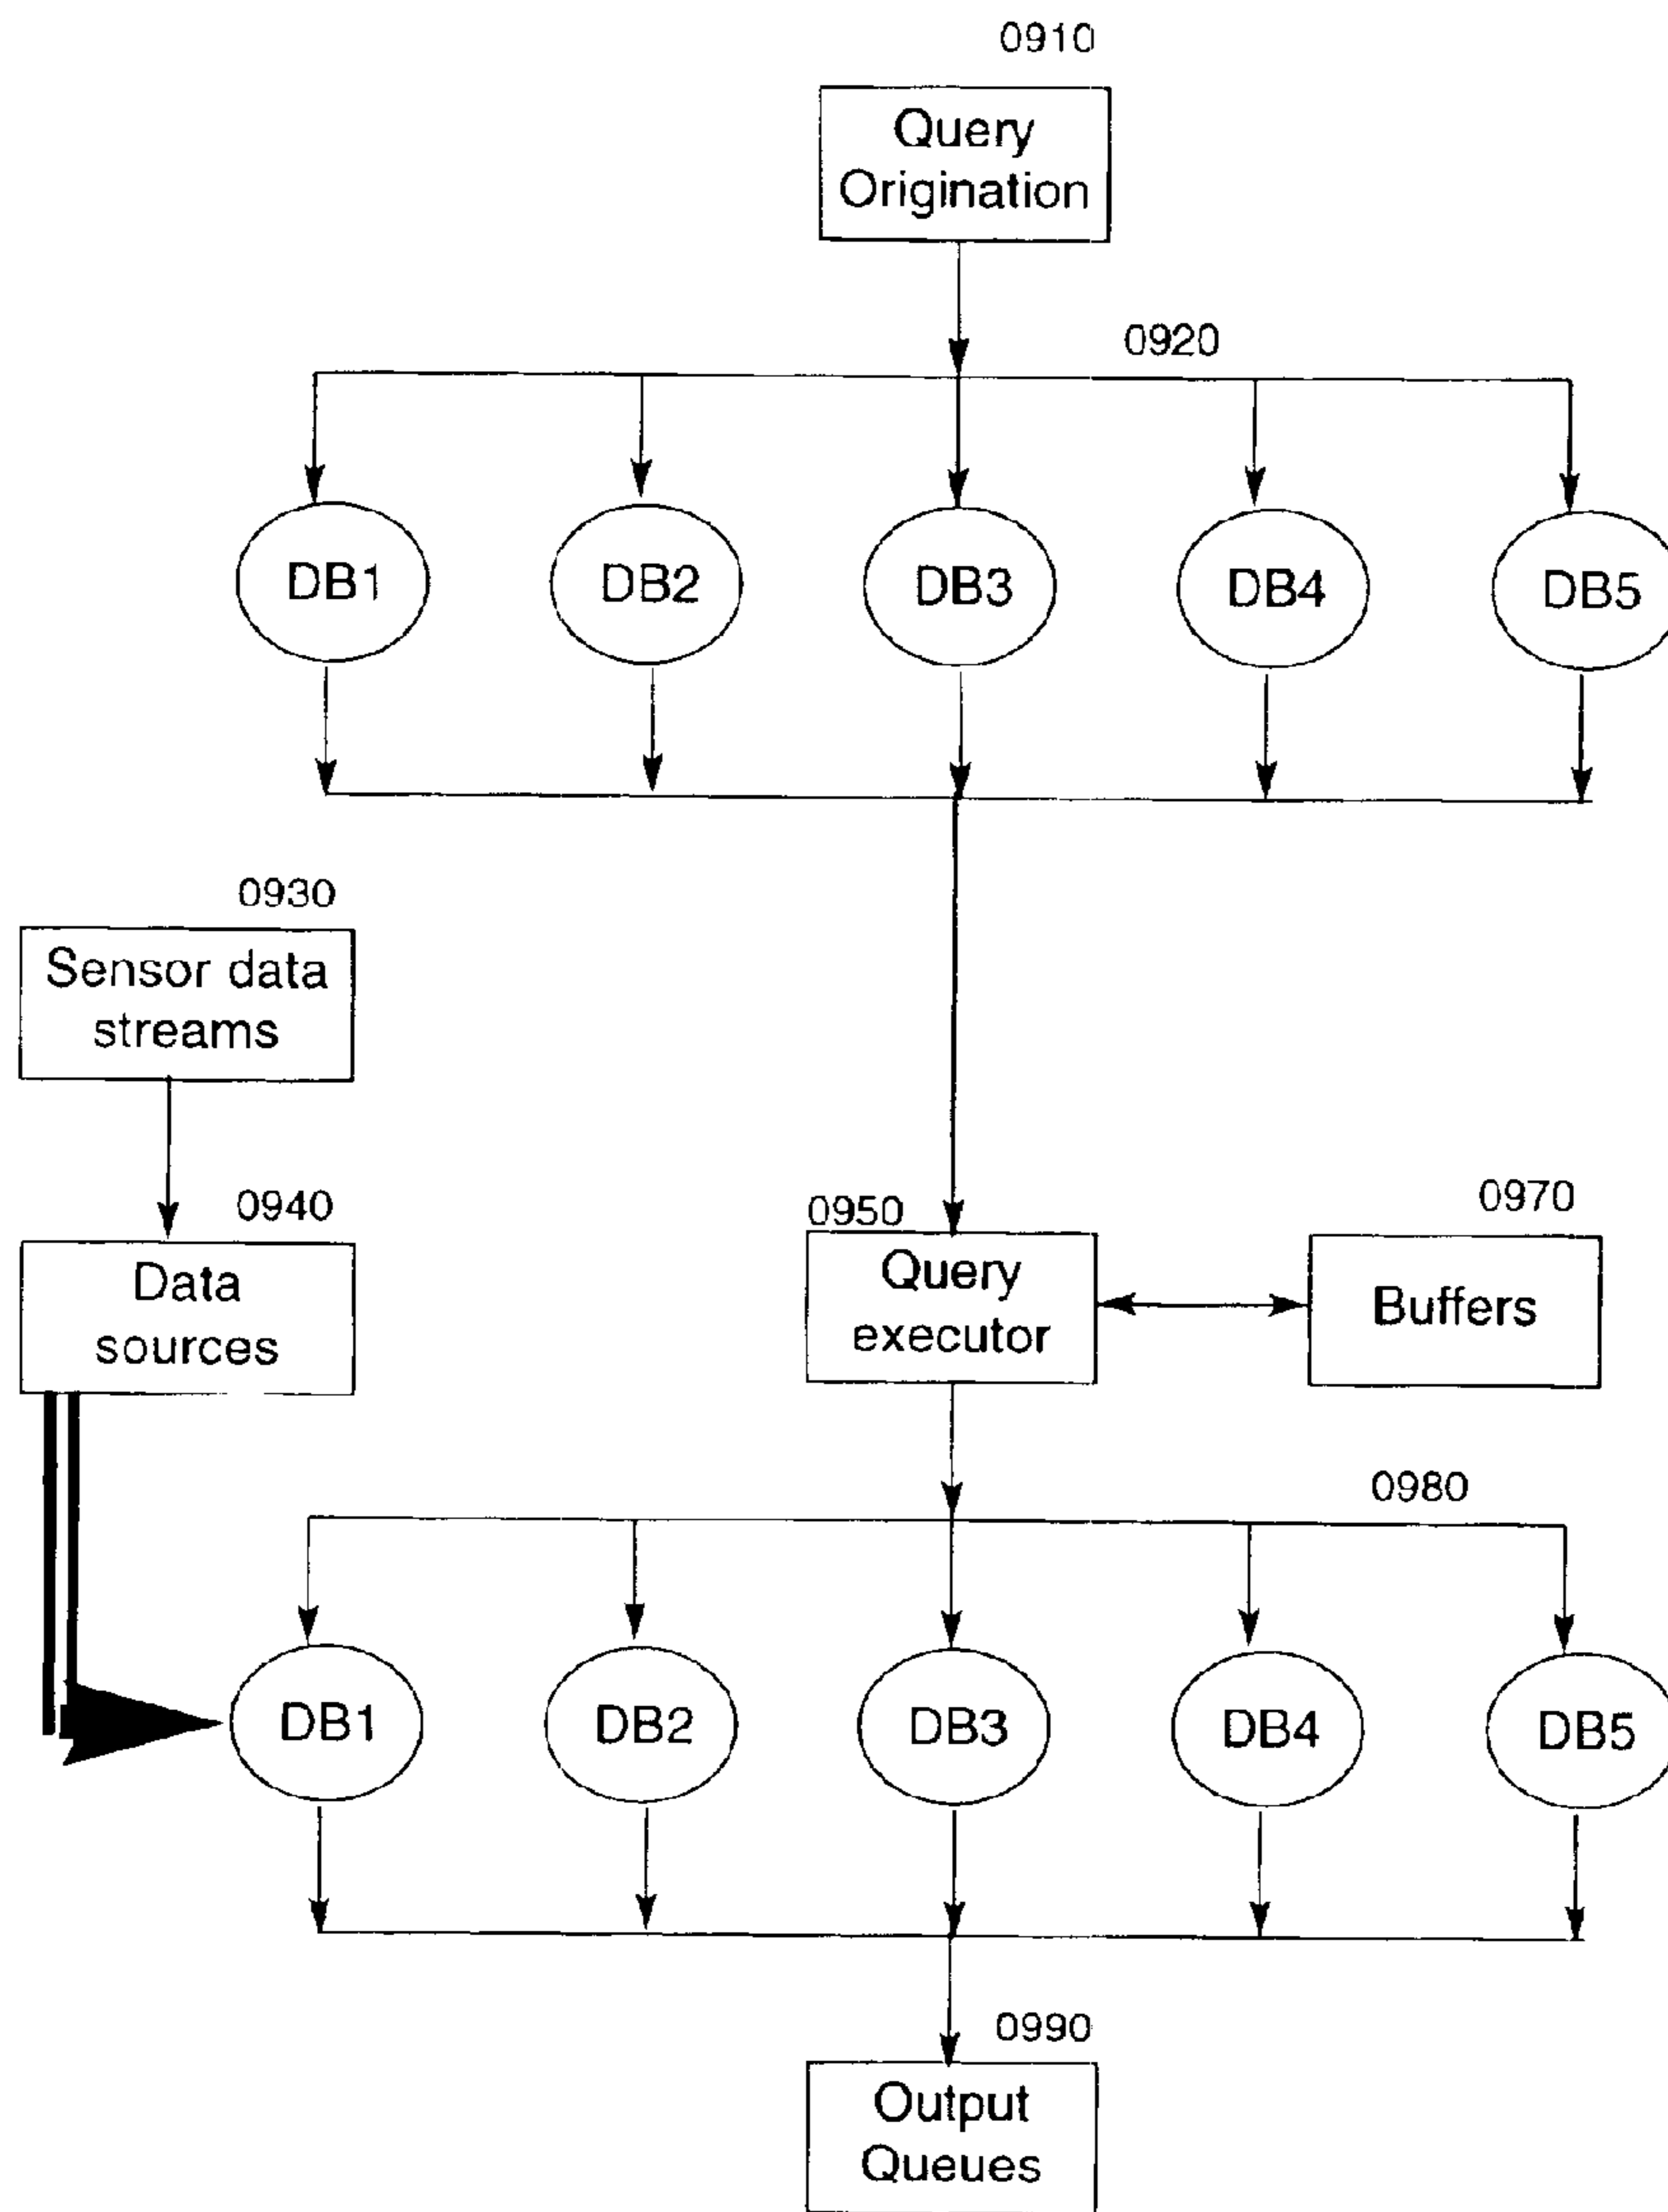 0910
Query
Origination
0920
DB1 DB2 DB3 DB4 DB5
0930
Sensor data
streams
0940
Data
sources
0950
Query
executor
0970
Buffers
0980
DB1 DB2 DB3 DB4 DB5
0990
Output
Queues